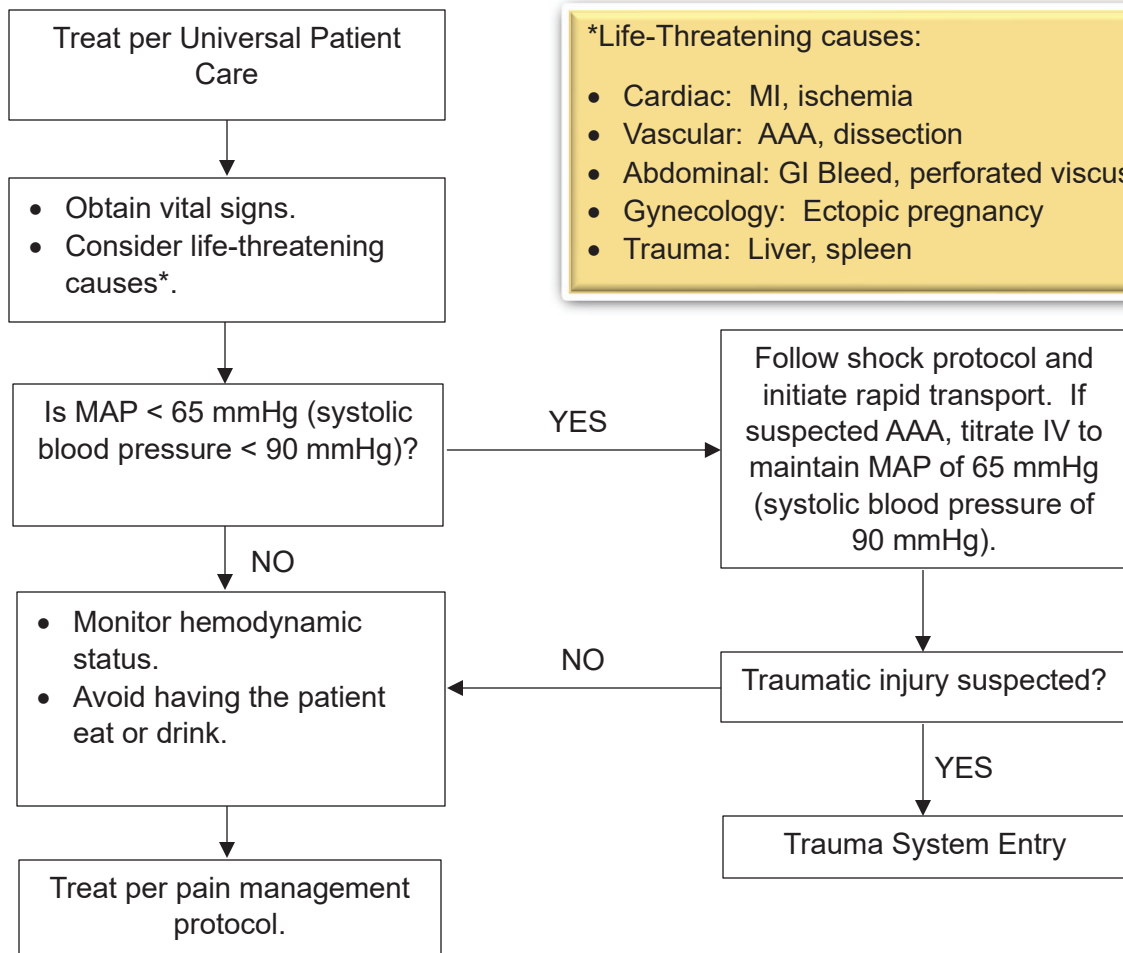 Treat per Universal Patient
Care
*Life-Threatening causes:
• Cardiac: MI, ischemia
• Vascular: AAA, dissection
• Abdominal: GI Bleed, perforated viscus
• Gynecology: Ectopic pregnancy
• Trauma: Liver, spleen
• Obtain vital signs.
• Consider life-threatening
causes*.
Is MAP < 65 mmHg (systolic
blood pressure < 90 mmHg)?
YES
Follow shock protocol and
initiate rapid transport. If
suspected AAA, titrate IV to
maintain MAP of 65 mmHg
(systolic blood pressure of
90 mmHg).
NO
• Monitor hemodynamic
status.
• Avoid having the patient
eat or drink.
NO
Traumatic injury suspected?
YES
Trauma System Entry
Treat per pain management
protocol.